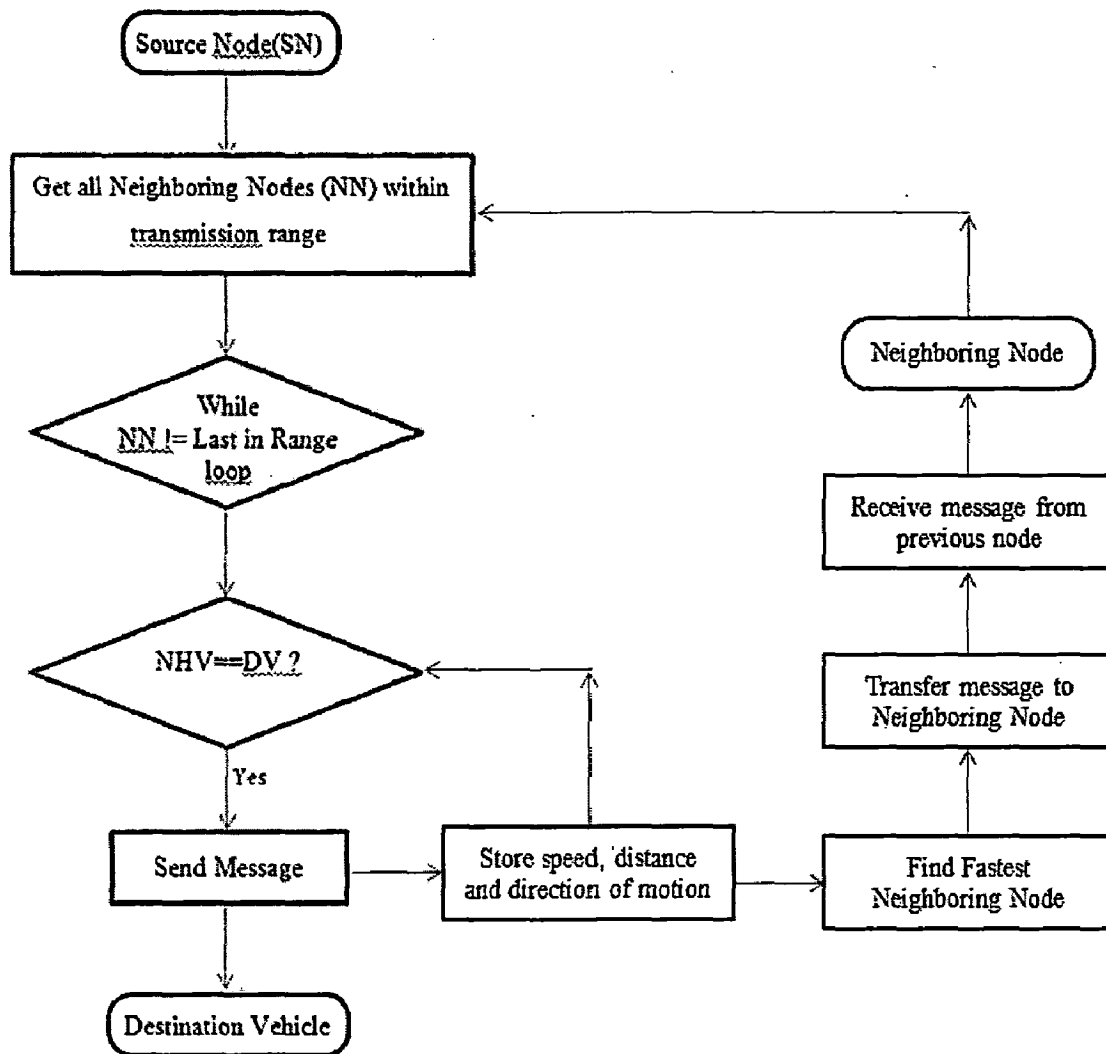 Source Node(SN)
Get all Neighboring Nodes (NN) within
transmission range
While
NN != Last in Range
loop
NHV==DV ?
Yes
Send Message
Destination Vehicle
Store speed, distance
and direction of motion
Find Fastest
Neighboring Node
Transfer message to
Neighboring Node
Receive message from
previous node
Neighboring Node